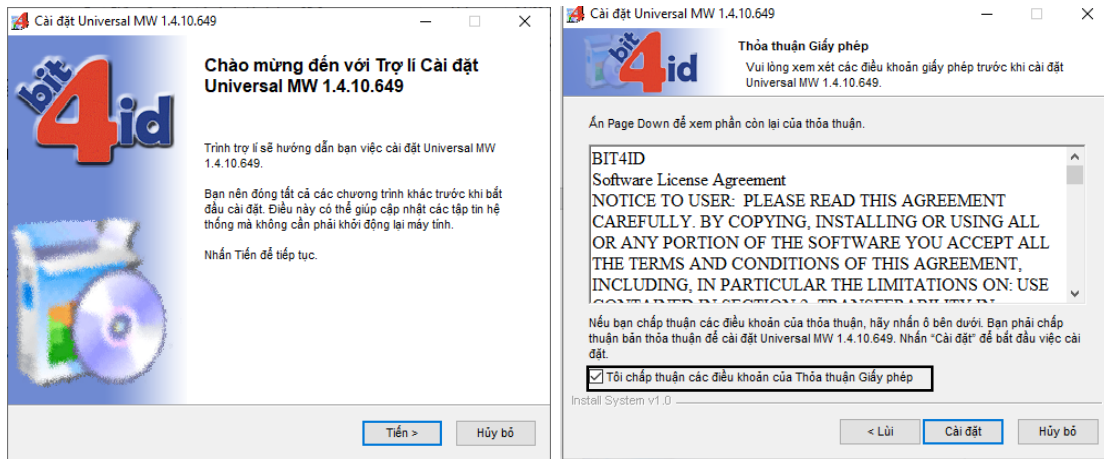 Cài đặt Universal MW 1.4.10.649
bit
4id
Chào mừng đến với Trợ lí Cài đặt
Universal MW 1.4.10.649
Trình trợ lí sẽ hướng dẫn bạn việc cài đặt Universal MW
1.4.10.649.
Bạn nên đóng tất cả các chương trình khác trước khi bắt
đầu cài đặt. Điều này có thể giúp cập nhật các tập tin hệ
thống mà không cần phải khởi động lại máy tính.
Nhấn Tiến để tiếp tục.
Tiến >
Hủy bỏ
Cài đặt Universal MW 1.4.10.649
bit
4id
Thỏa thuận Giấy phép
Vui lòng xem xét các điều khoản giấy phép trước khi cài đặt
Universal MW 1.4.10.649.
Ấn Page Down để xem phần còn lại của thỏa thuận.
BIT4ID
Software License Agreement
NOTICE TO USER: PLEASE READ THIS AGREEMENT
CAREFULLY. BY COPYING, INSTALLING OR USING ALL
OR ANY PORTION OF THE SOFTWARE YOU ACCEPT ALL
THE TERMS AND CONDITIONS OF THIS AGREEMENT,
INCLUDING, IN PARTICULAR THE LIMITATIONS ON: USE
CONTAINED IN SECTION 2; TRANSFERABILITY IN
Nếu bạn chấp thuận các điều khoản của thỏa thuận, hãy nhấn ô bên dưới. Bạn phải chấp
thuận bản thỏa thuận để cài đặt Universal MW 1.4.10.649. Nhấn "Cài đặt" để bắt đầu việc cài
đặt.
Tôi chấp thuận các điều khoản của Thỏa thuận Giấy phép
Install System v1.0
< Lùi
Cài đặt
Hủy bỏ